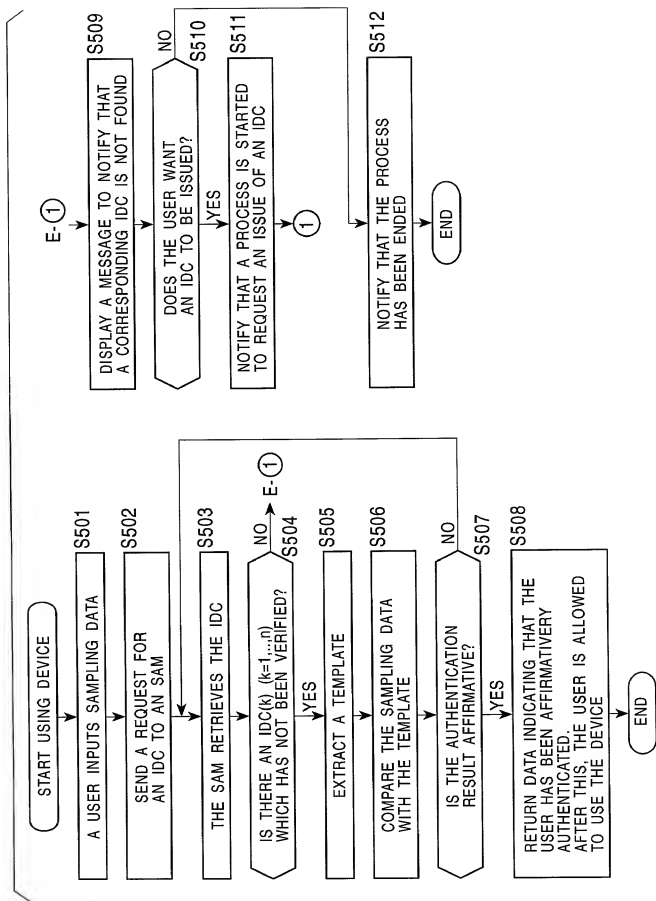 START USING DEVICE
A USER INPUTS SAMPLING DATA
S501
SEND A REQUEST FOR
AN IDC TO AN SAM
S502
THE SAM RETRIEVES THE IDC
S503
IS THERE AN IDC(k) (k=1,..,n)
WHICH HAS NOT BEEN VERIFIED?
NO
S504
E-①
YES
EXTRACT A TEMPLATE
S505
COMPARE THE SAMPLING DATA
WITH THE TEMPLATE
S506
IS THE AUTHENTICATION
RESULT AFFIRMATIVE?
NO
S507
YES
RETURN DATA INDICATING THAT THE
USER HAS BEEN AFFIRMATIVERY
AUTHENTICATED.
AFTER THIS, THE USER IS ALLOWED
TO USE THE DEVICE
S508
END
E-①
DISPLAY A MESSAGE TO NOTIFY THAT
A CORRESPONDING IDC IS NOT FOUND
S509
DOES THE USER WANT
AN IDC TO BE ISSUED?
NO
S510
YES
NOTIFY THAT A PROCESS IS STARTED
TO REQUEST AN ISSUE OF AN IDC
S511
①
NOTIFY THAT THE PROCESS
HAS BEEN ENDED
S512
END